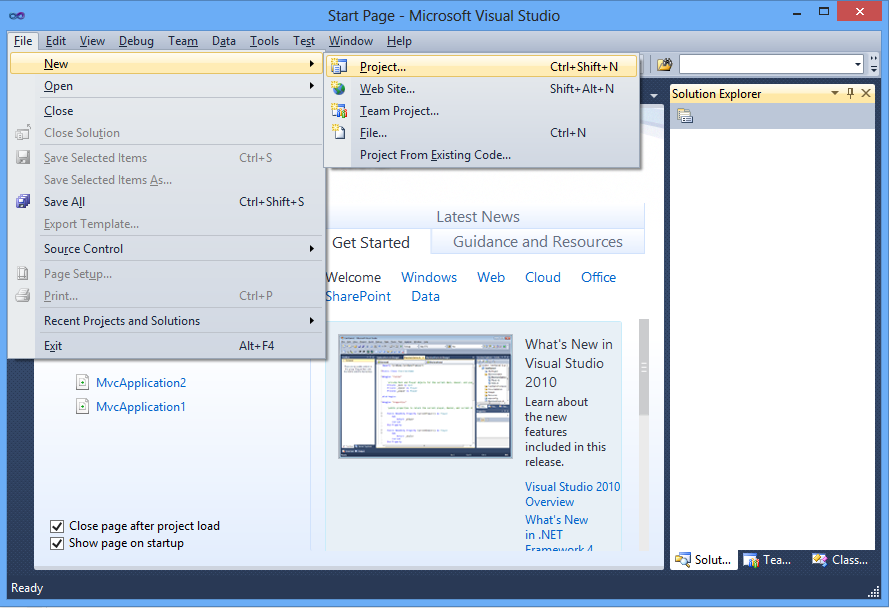 Start Page - Microsoft Visual Studio
File Edit View Debug Team Data Tools Test Window Help
New
Open
Close
Close Solution
Save Selected Items Ctrl+S
Save Selected Items As...
Save All Ctrl+Shift+S
Export Template...
Source Control
Page Setup...
Print... Ctrl+P
Recent Projects and Solutions
Exit Alt+F4
Project... Ctrl+Shift+N
Web Site... Shift+Alt+N
Team Project...
File... Ctrl+N
Project From Existing Code...
Solution Explorer
Latest News
Get Started Guidance and Resources
Welcome Windows Web Cloud Office
SharePoint Data
What's New in
Visual Studio
2010
Learn about
the new
features
included in this
release.
Visual Studio 2010
Overview
What's New
in .NET
Framework 4
MvcApplication2
MvcApplication1
Close page after project load
Show page on startup
Solut... Tea... Class...
Ready